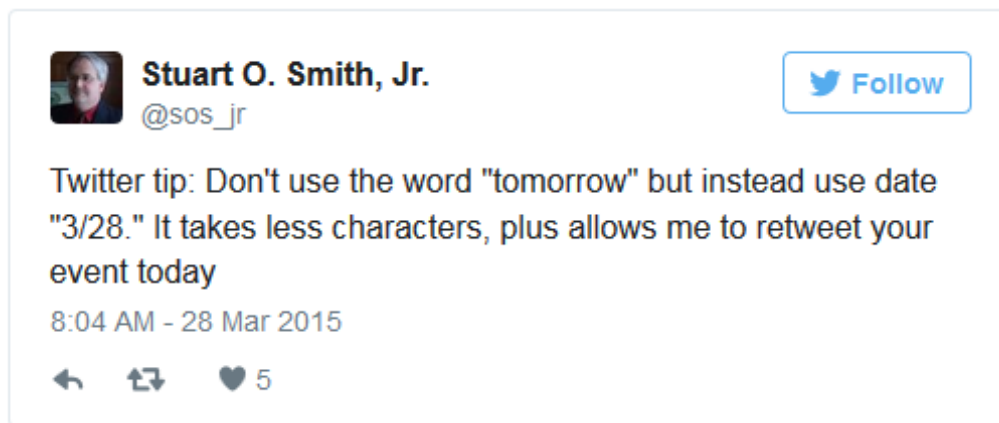 Stuart O. Smith, Jr.
Follow
@sos_jr
Twitter tip: Don't use the word "tomorrow" but instead use date
"3/28." It takes less characters, plus allows me to retweet your
event today
8:04 AM - 28 Mar 2015
5